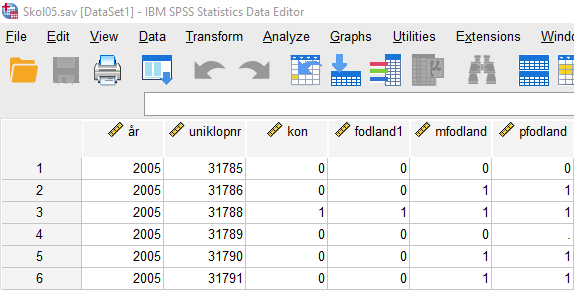 Skol05.sav [DataSet1] - IBM SPSS Statistics Data Editor
File Edit View Data Transform Analyze Graphs Utilities Extensions Windo
år uniklopnr kon fodland1 mfodland pfodland
1 2005 31785 0 0 0 0
2 2005 31786 0 0 1 1
3 2005 31788 1 1 1 1
4 2005 31789 0 0 0 .
5 2005 31790 0 0 1 1
6 2005 31791 0 0 1 1